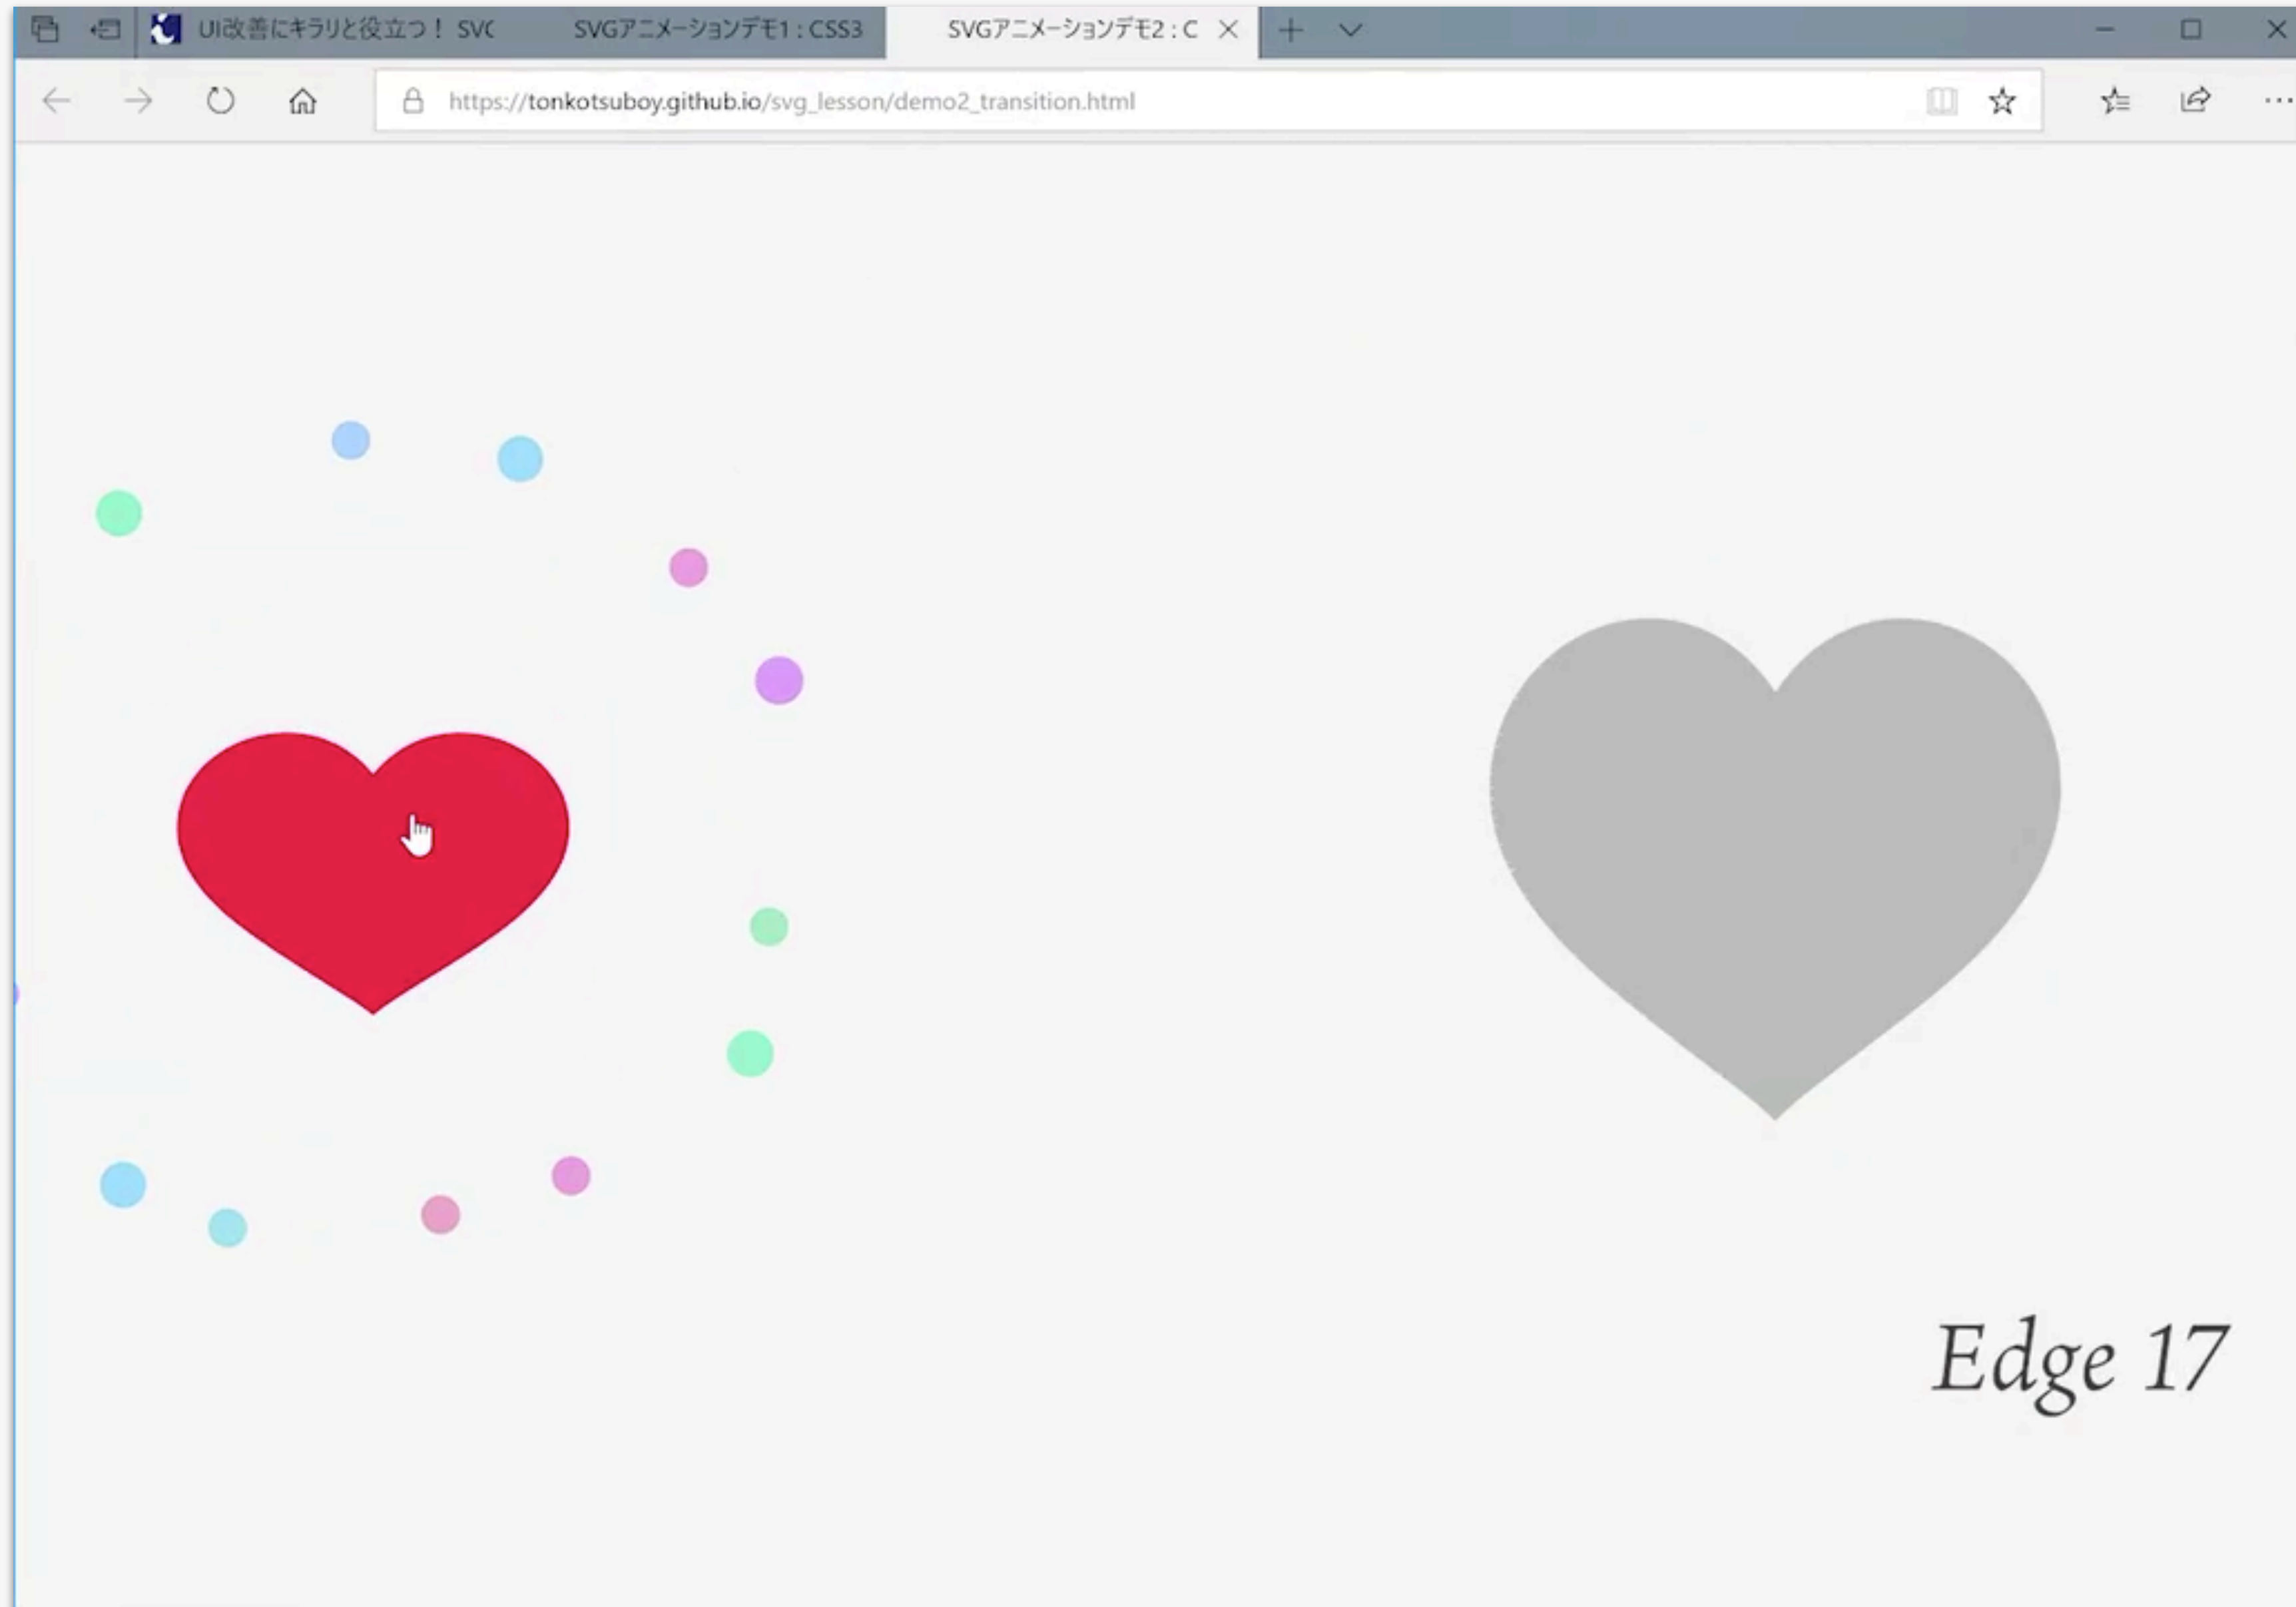 UI改善にキラリと役立つ！ SVG
SVGアニメーションデモ1 : CSS3
SVGアニメーションデモ2 : C
https://tonkotsuboy.github.io/svg_lesson/demo2_transition.html
Edge 17